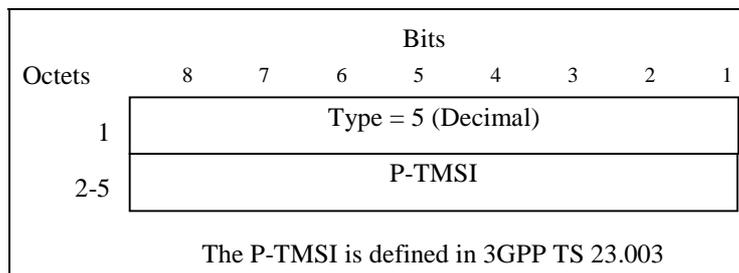 Bits
Octets 8 7 6 5 4 3 2 1
1 Type = 5 (Decimal)
2-5 P-TMSI
The P-TMSI is defined in 3GPP TS 23.003